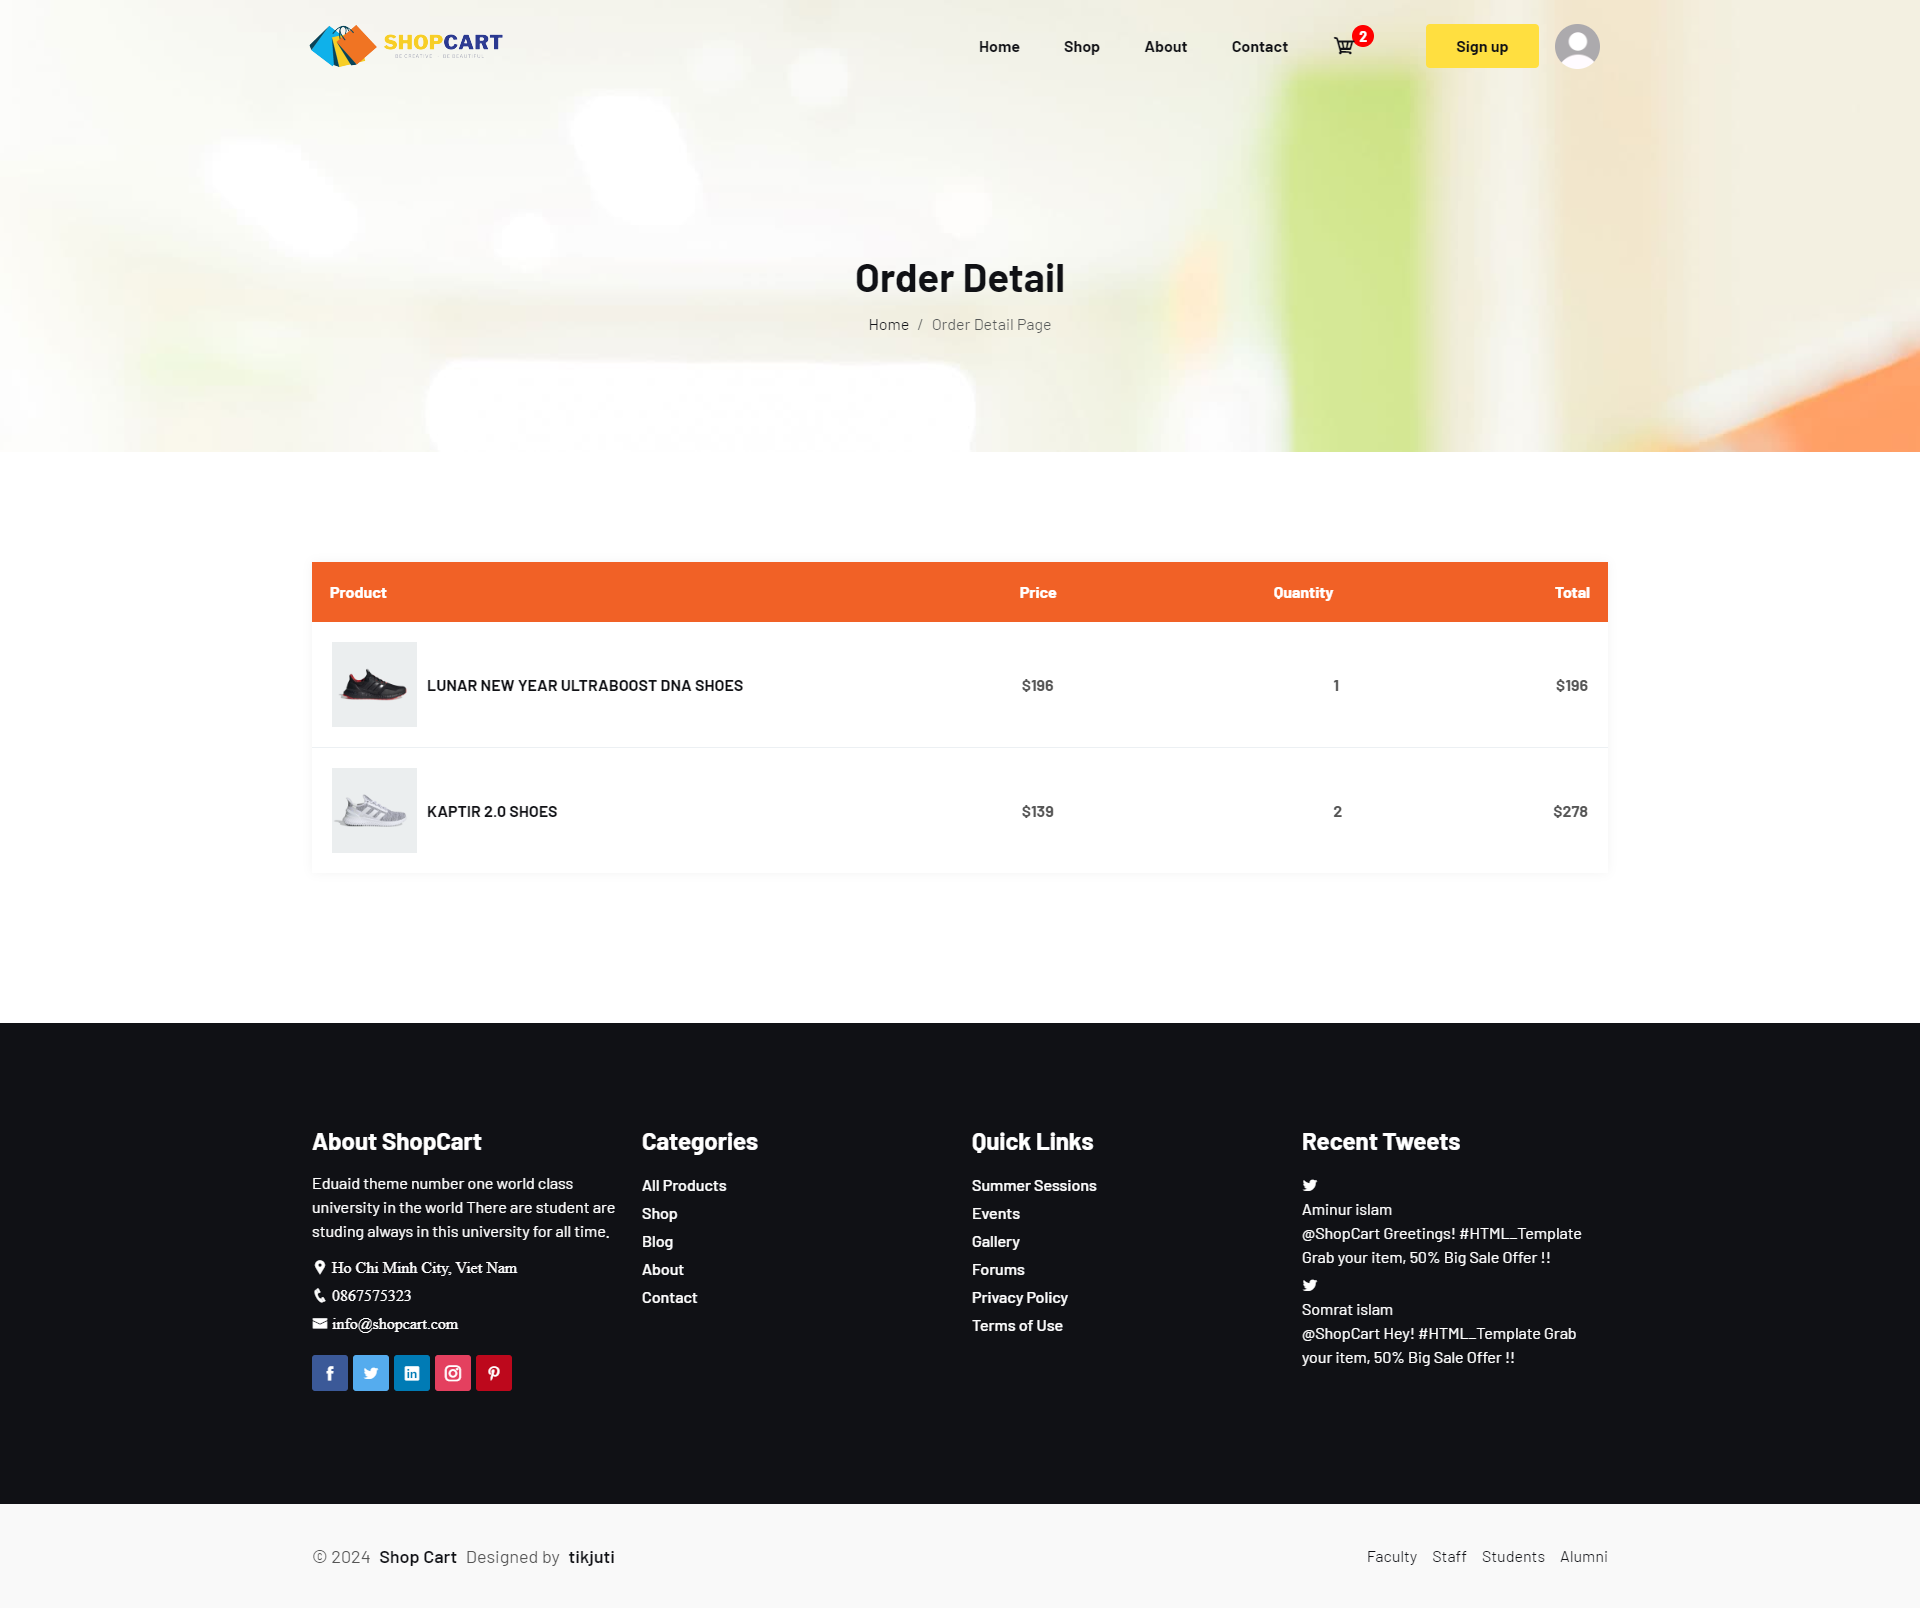 SHOPCART
BE CREATIVE BE BEAUTIFUL
Home
Shop
About
Contact
2
Sign up
Order Detail
Home / Order Detail Page
Product Price Quantity Total
LUNAR NEW YEAR ULTRABOOST DNA SHOES $196 1 $196
KAPTIR 2.0 SHOES $139 2 $278
About ShopCart
Eduaid theme number one world class
university in the world There are student are
studing always in this university for all time.
Ho Chi Minh City, Viet Nam
0867575323
info@shopcart.com
Categories
All Products
Shop
Blog
About
Contact
Quick Links
Summer Sessions
Events
Gallery
Forums
Privacy Policy
Terms of Use
Recent Tweets
Aminur islam
@ShopCart Greetings! #HTML_Template
Grab your item, 50% Big Sale Offer !!
Somrat islam
@ShopCart Hey! #HTML_Template Grab
your item, 50% Big Sale Offer !!
© 2024 Shop Cart Designed by tikjuti
Faculty Staff Students Alumni